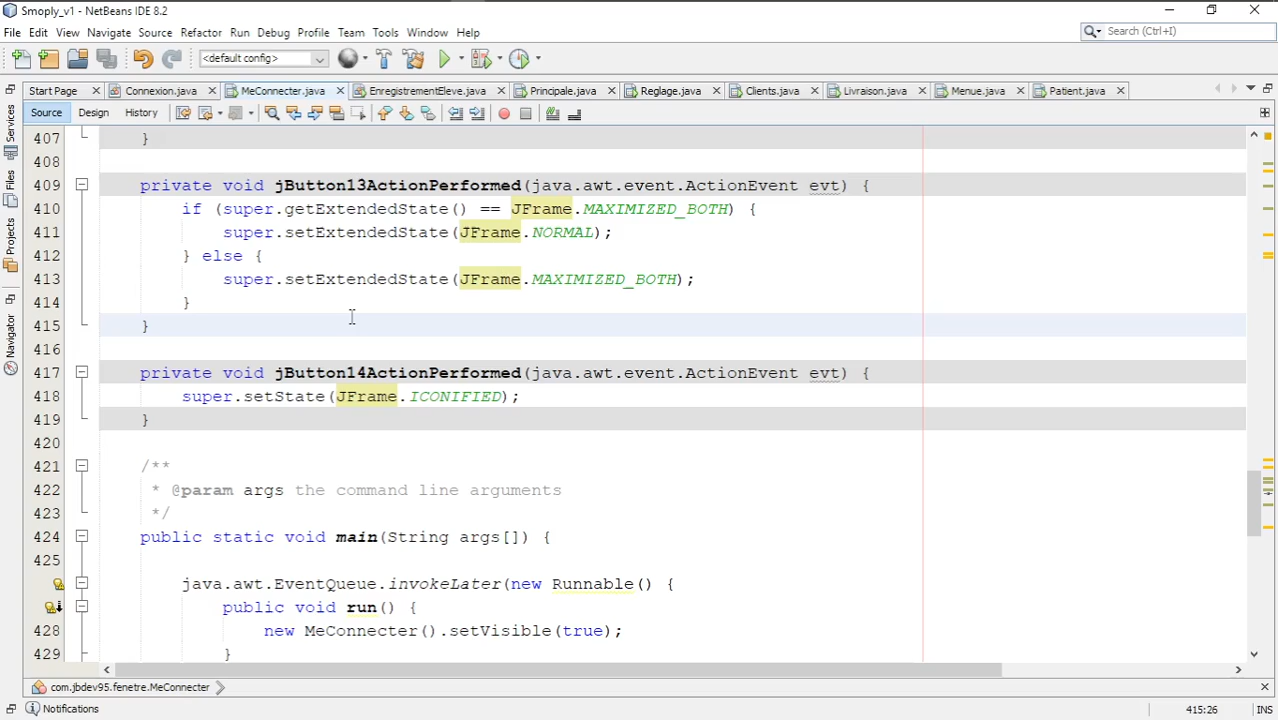 Smoply_v1 - NetBeans IDE 8.2
File Edit View Navigate Source Refactor Run Debug Profile Team Tools Window Help
Search (Ctrl+I)
<default config>
Start Page Connexion.java MeConnecter.java EnregistrementEleve.java Principale.java Reglage.java Clients.java Livraison.java Menue.java Patient.java
Source Design History
Services
Files
Projects
Navigator
407 }
408
409 private void jButton13ActionPerformed(java.awt.event.ActionEvent evt) {
410 if (super.getExtendedState() == JFrame.MAXIMIZED_BOTH) {
411 super.setExtendedState(JFrame.NORMAL);
412 } else {
413 super.setExtendedState(JFrame.MAXIMIZED_BOTH);
414 }
415 }
416
417 private void jButton14ActionPerformed(java.awt.event.ActionEvent evt) {
418 super.setState(JFrame.ICONIFIED);
419 }
420
421 /**
422 * @param args the command line arguments
423 */
424 public static void main(String args[]) {
425
java.awt.EventQueue.invokeLater(new Runnable() {
public void run() {
428 new MeConnecter().setVisible(true);
429 }
com.jbdev95.fenetre.MeConnecter
Notifications
415:26 INS